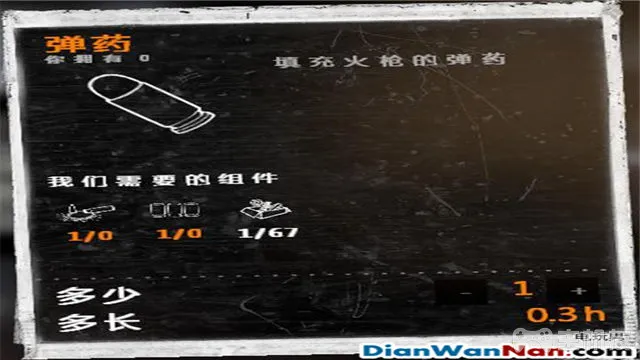 弹药
你拥有 0
填充火枪的弹药
我们需要的组件
1/0 1/0 1/67
多少 - 1 +
多长 0.3h
DianWanNan.com